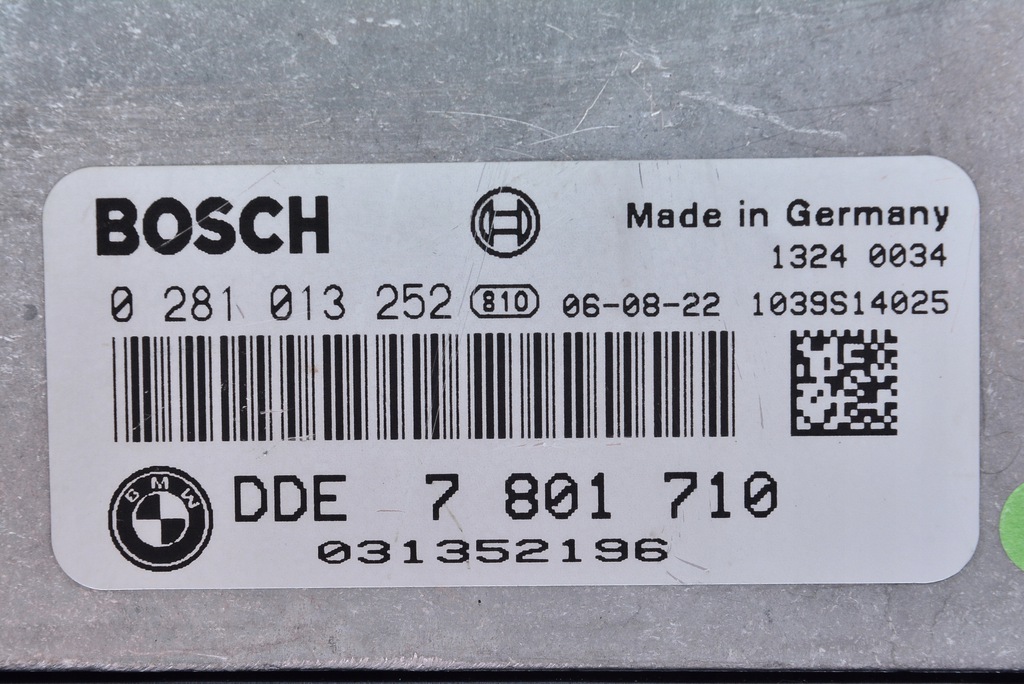 BOSCH
Made in Germany
1324 0034
0 281 013 252 810 06-08-22 1039S14025
BMW
DDE 7 801 710
031352196